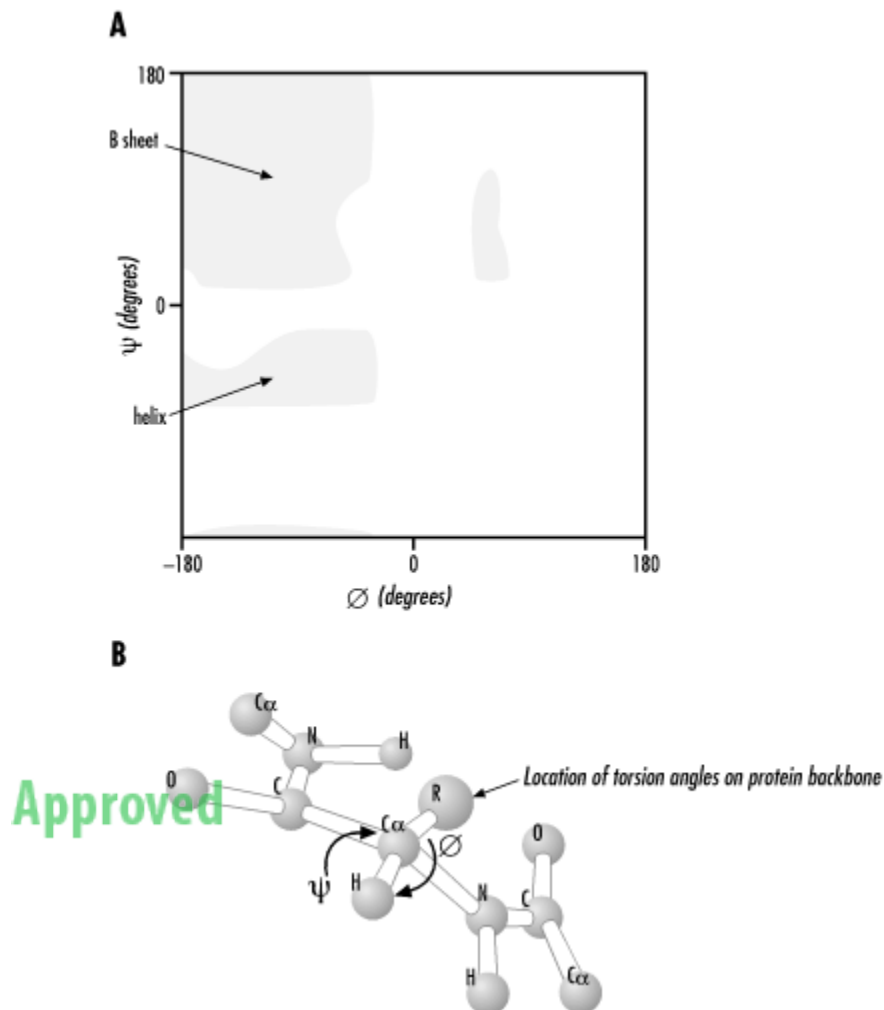 A
180
B sheet
ψ (degrees)
0
helix
-180
0
180
∅ (degrees)
B
Cα
N
H
O
C
R
Location of torsion angles on protein backbone
Approved
Cα
∅
O
ψ
H
N
C
H
Cα